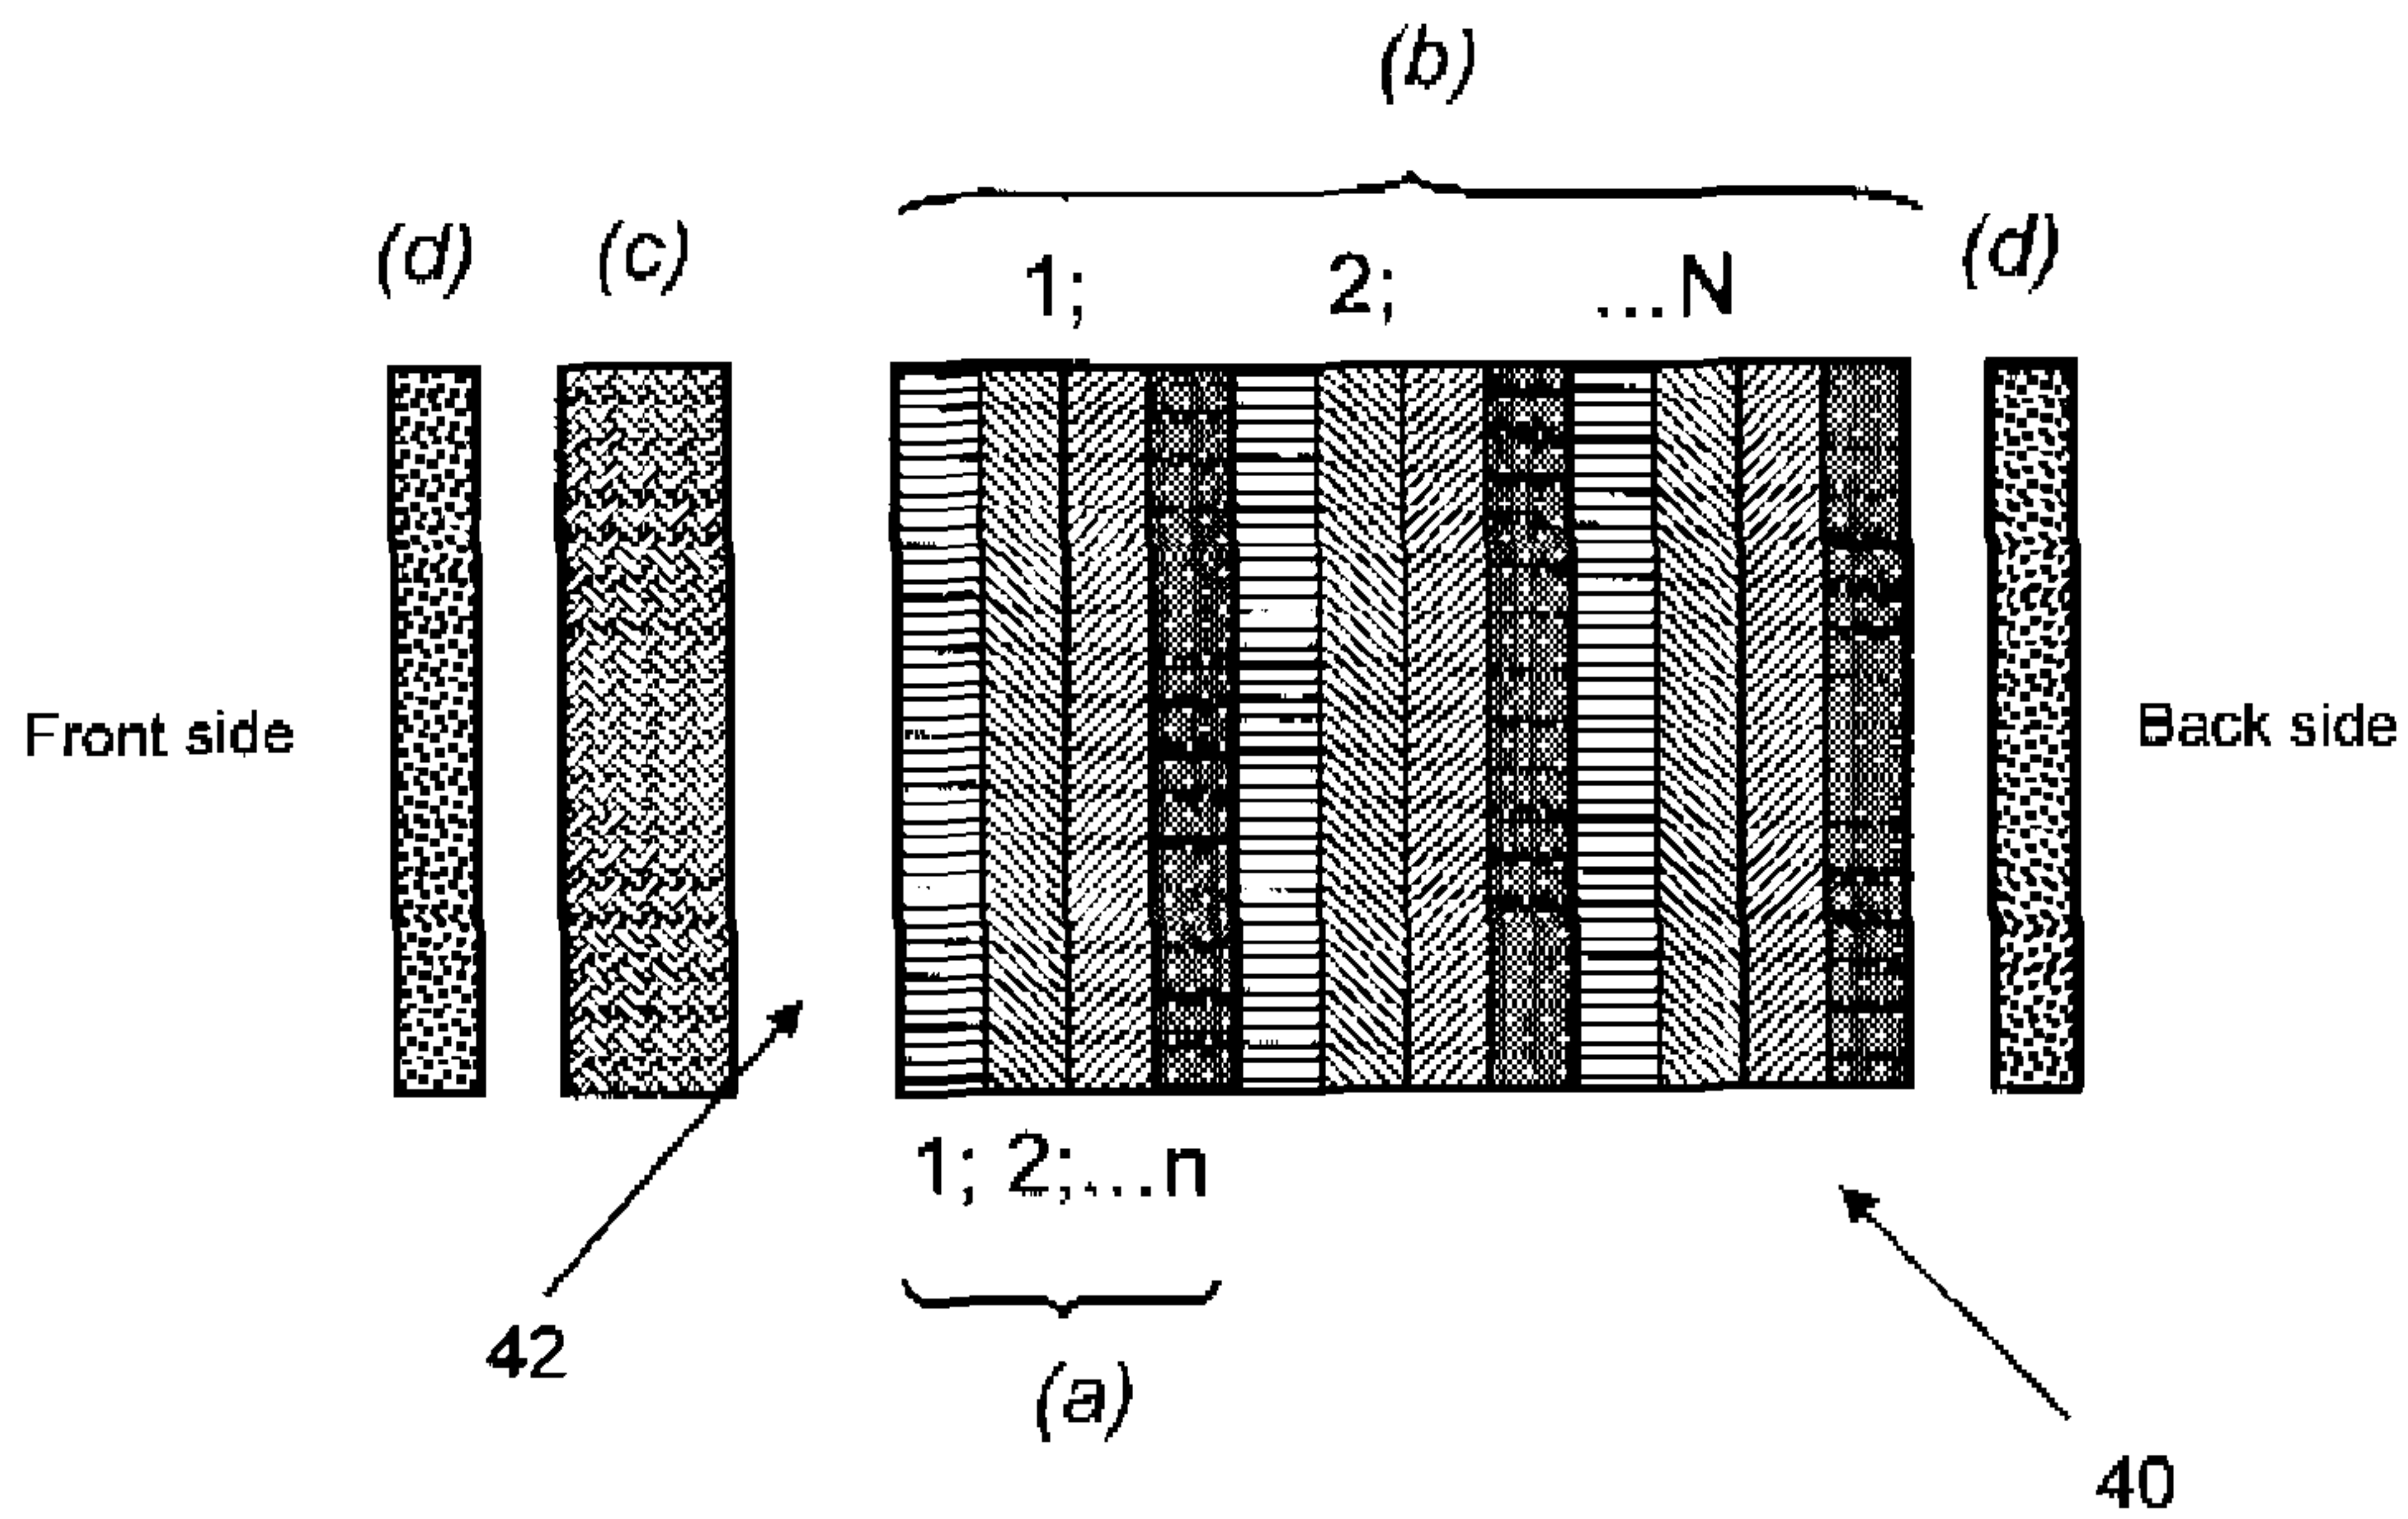 (b)
(d) (c) 1; 2; ...N (d)
Front side Back side
1; 2;...n
42 (a)
40